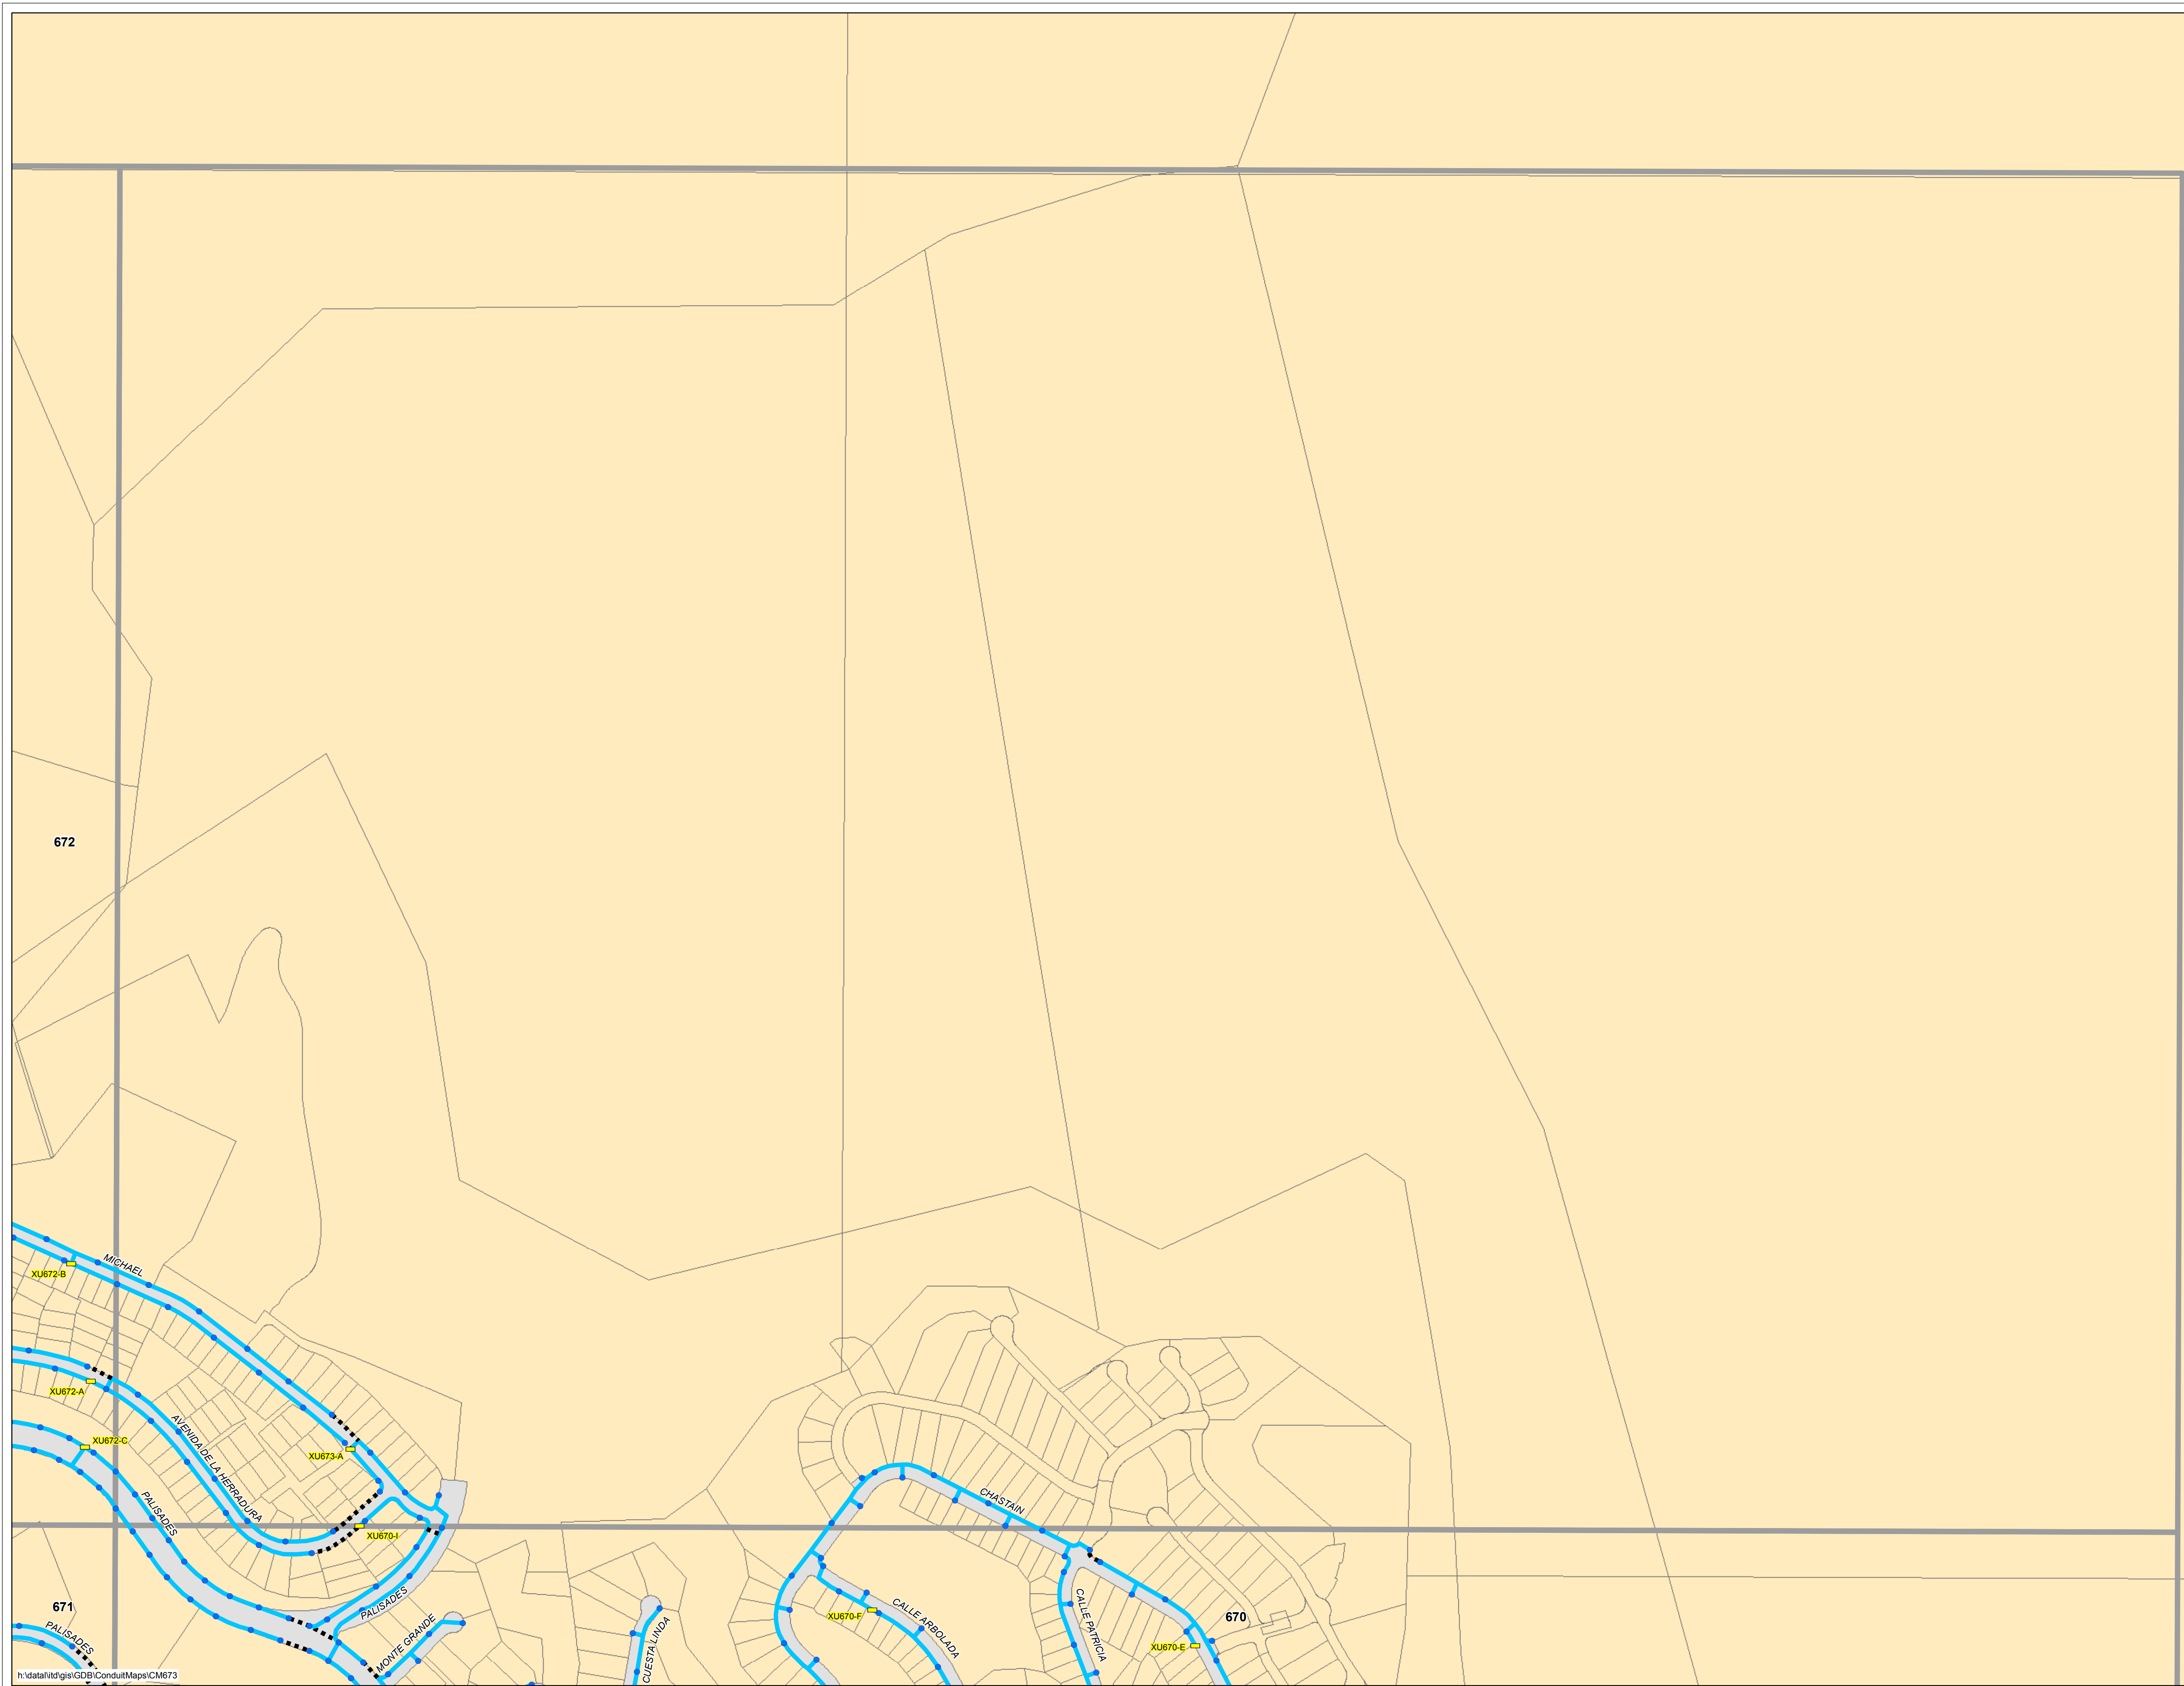 672
MICHAEL
XU672-B
XU672-A
AVENIDA DE LA HERRADURA
XU672-C
XU673-A
PALISADES
CHASTAIN
XU670-I
PALISADES
671
PALISADES
MONTE GRANDE
CUESTA LINDA
XU670-F
CALLE ARBOLADA
CALLE PATRICIA
670
XU670-E
h:\data\itd\gis\GDB\ConduitMaps\CM673